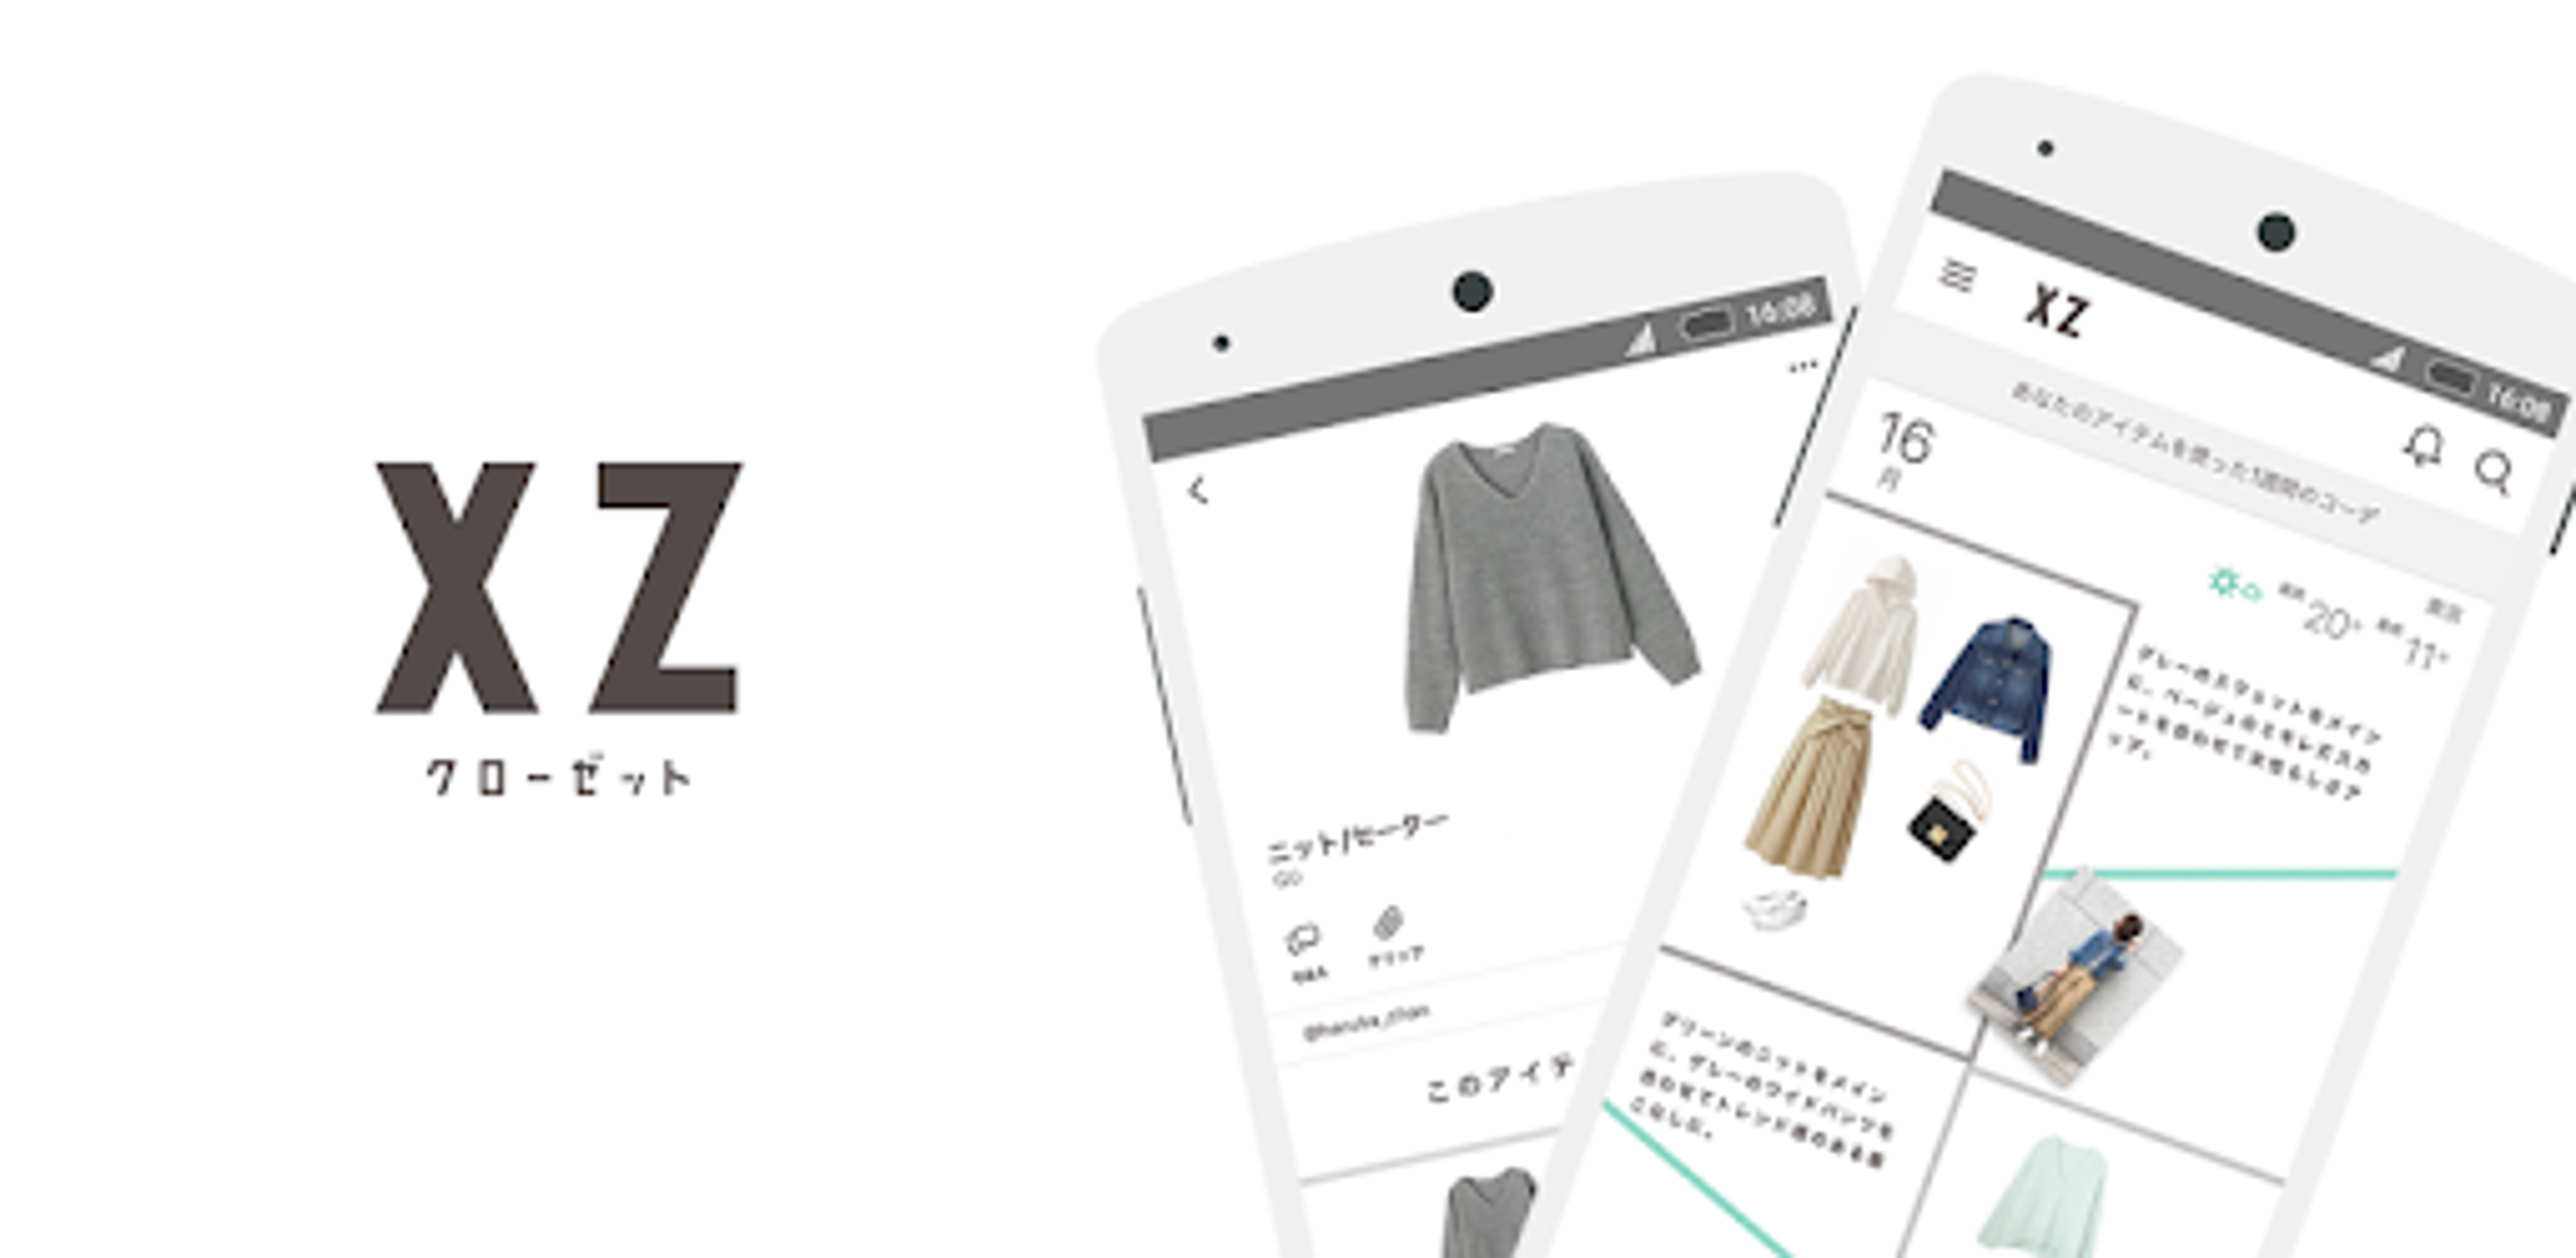 XZ
クローゼット
16:08
ニット/セーター
GU
Q&A
クリップ
このアイテ
16:08
XZ
あなたのアイテムを使った1週間のコーデ
16
月
東京
20°
11°
グレーのスウェットをメイン
に、ベージュのミモレ丈スカ
ートを合わせて女性らしさア
ップ。
グリーンのニットをメイン
に、グレーのワイドパンツを
合わせてトレンド感のある着
こなしに。